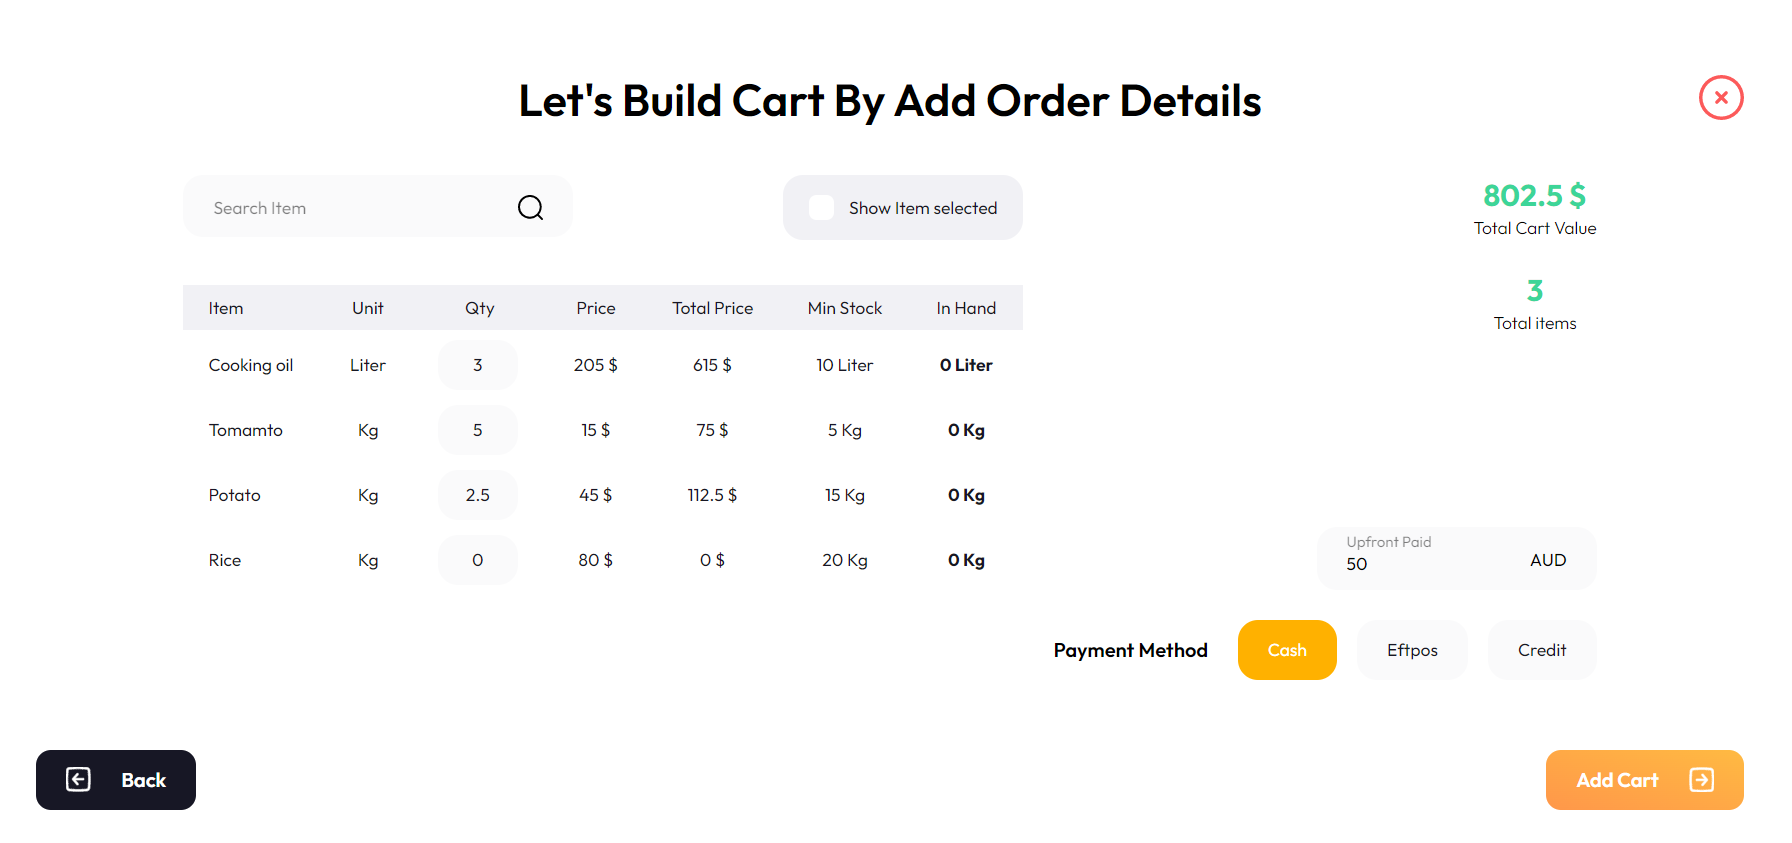 Let's Build Cart By Add Order Details
Search Item
Show Item selected
802.5 $
Total Cart Value
3
Total items
Item Unit Qty Price Total Price Min Stock In Hand
Cooking oil Liter 3 205 $ 615 $ 10 Liter 0 Liter
Tomamto Kg 5 15 $ 75 $ 5 Kg 0 Kg
Potato Kg 2.5 45 $ 112.5 $ 15 Kg 0 Kg
Rice Kg 0 80 $ 0 $ 20 Kg 0 Kg
Upfront Paid
50 AUD
Payment Method Cash Eftpos Credit
Back
Add Cart